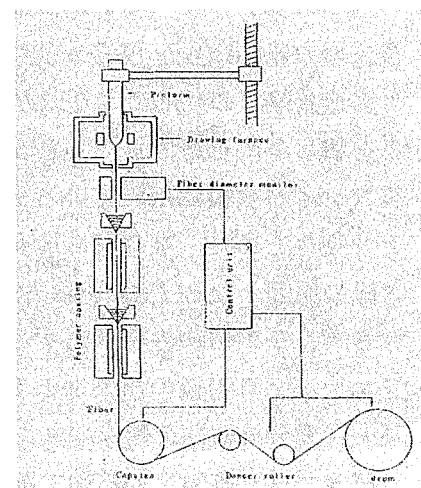 Preform
Drawing furnace
Fiber diameter monitor
Control unit
Polymer coating
Fiber
Capstan
Dancer roller
drum